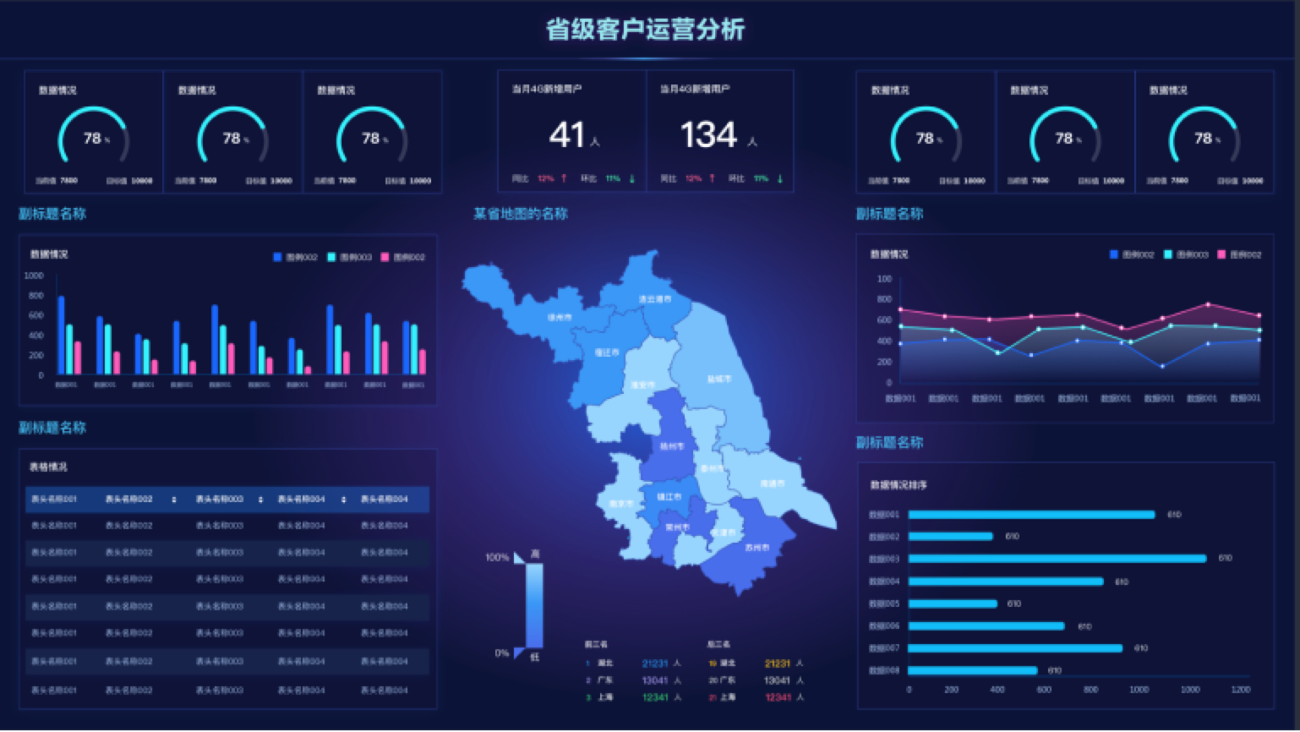 省级客户运营分析
数据情况 数据情况 数据情况
78 % 78 % 78 %
当前值 7800 目标值 10000 当前值 7800 目标值 10000 当前值 7800 目标值 10000
当月4G新增用户 当月4G新增用户
41 人 134 人
同比 12% ↑ 环比 11% ↓ 同比 12% ↑ 环比 11% ↓
数据情况 数据情况 数据情况
78 % 78 % 78 %
当前值 7800 目标值 10000 当前值 7800 目标值 10000 当前值 7800 目标值 10000
副标题名称
数据情况
图例002 图例003 图例002
1000
800
600
400
200
0
数据001 数据001 数据001 数据001 数据001 数据001 数据001 数据001 数据001 数据001
副标题名称
表格情况
表头名称001 表头名称002 表头名称003 表头名称004 表头名称004
表头名称001 表头名称002 表头名称003 表头名称004 表头名称004
表头名称001 表头名称002 表头名称003 表头名称004 表头名称004
表头名称001 表头名称002 表头名称003 表头名称004 表头名称004
表头名称001 表头名称002 表头名称003 表头名称004 表头名称004
表头名称001 表头名称002 表头名称003 表头名称004 表头名称004
表头名称001 表头名称002 表头名称003 表头名称004 表头名称004
表头名称001 表头名称002 表头名称003 表头名称004 表头名称004
某省地图的名称
连云港市
徐州市
宿迁市
盐城市
淮安市
扬州市
泰州市
南通市
镇江市
南京市
常州市
无锡市
苏州市
100% 高
0% 低
前三名 后三名
1 湖北 21231 人 19 湖北 21231 人
2 广东 13041 人 20 广东 13041 人
3 上海 12341 人 21 上海 12341 人
副标题名称
数据情况
图例002 图例003 图例002
100
800
600
400
200
0
数据001 数据001 数据001 数据001 数据001 数据001 数据001 数据001 数据001
副标题名称
数据情况排序
数据001 610
数据002 610
数据003 610
数据004 610
数据005 610
数据006 610
数据007 610
数据008 610
0 200 400 600 800 1000 1000 1200